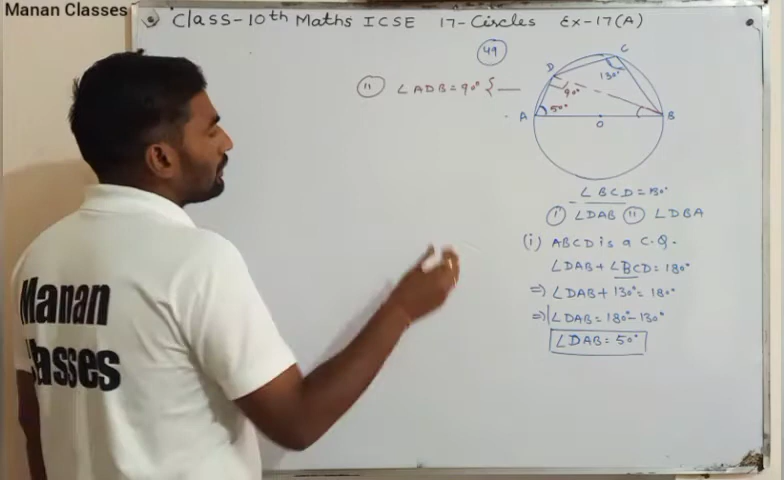 Manan Classes
Class-10th Maths ICSE 17-Circles Ex-17(A)
49
(ii) ∠ADB=90° {—
C
D
130°
90°
50°
A
B
O
∠BCD=130°
(i) ∠DAB (ii) ∠DBA
(i) ABCD is a C.Q.
∠DAB+∠BCD=180°
=) ∠DAB+130°=180°
=) ∠DAB=180°-130°
∠DAB=50°
Manan
Classes